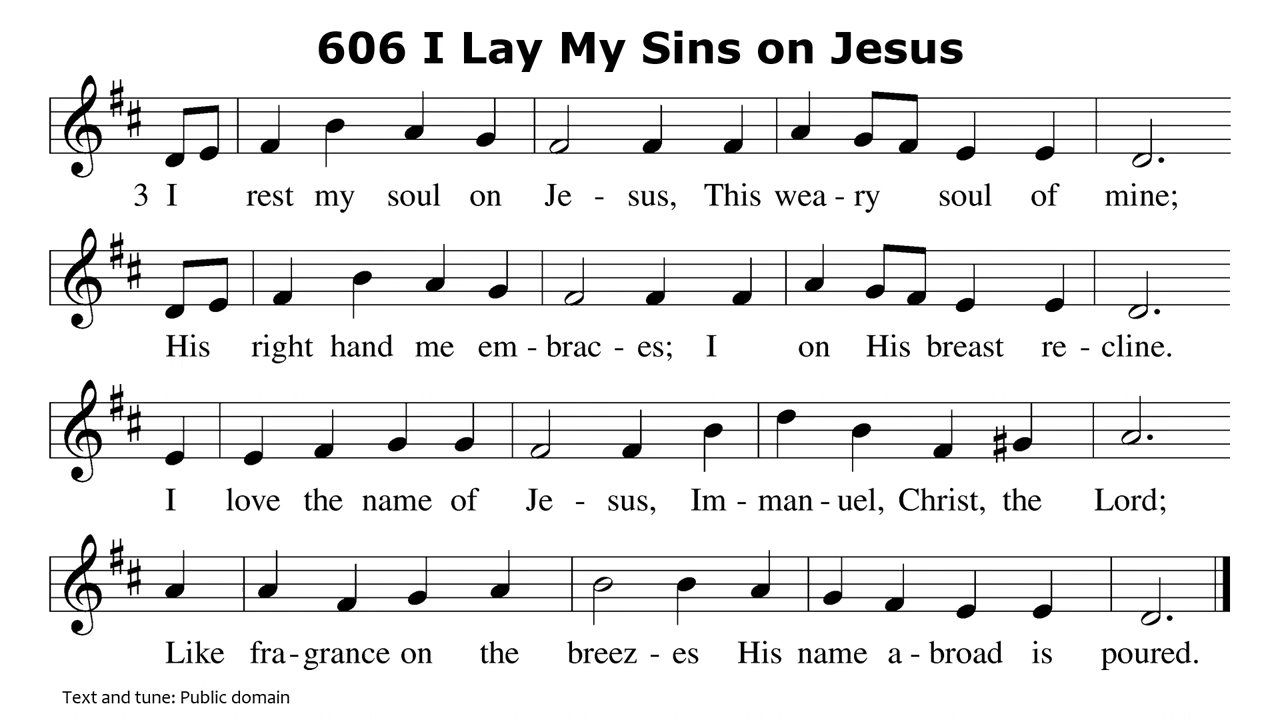 606 I Lay My Sins on Jesus
3 I rest my soul on Je - sus, This wea - ry soul of mine;
His right hand me em - brac - es; I on His breast re - cline.
I love the name of Je - sus, Im - man - uel, Christ, the Lord;
Like fra - grance on the breez - es His name a - broad is poured.
Text and tune: Public domain